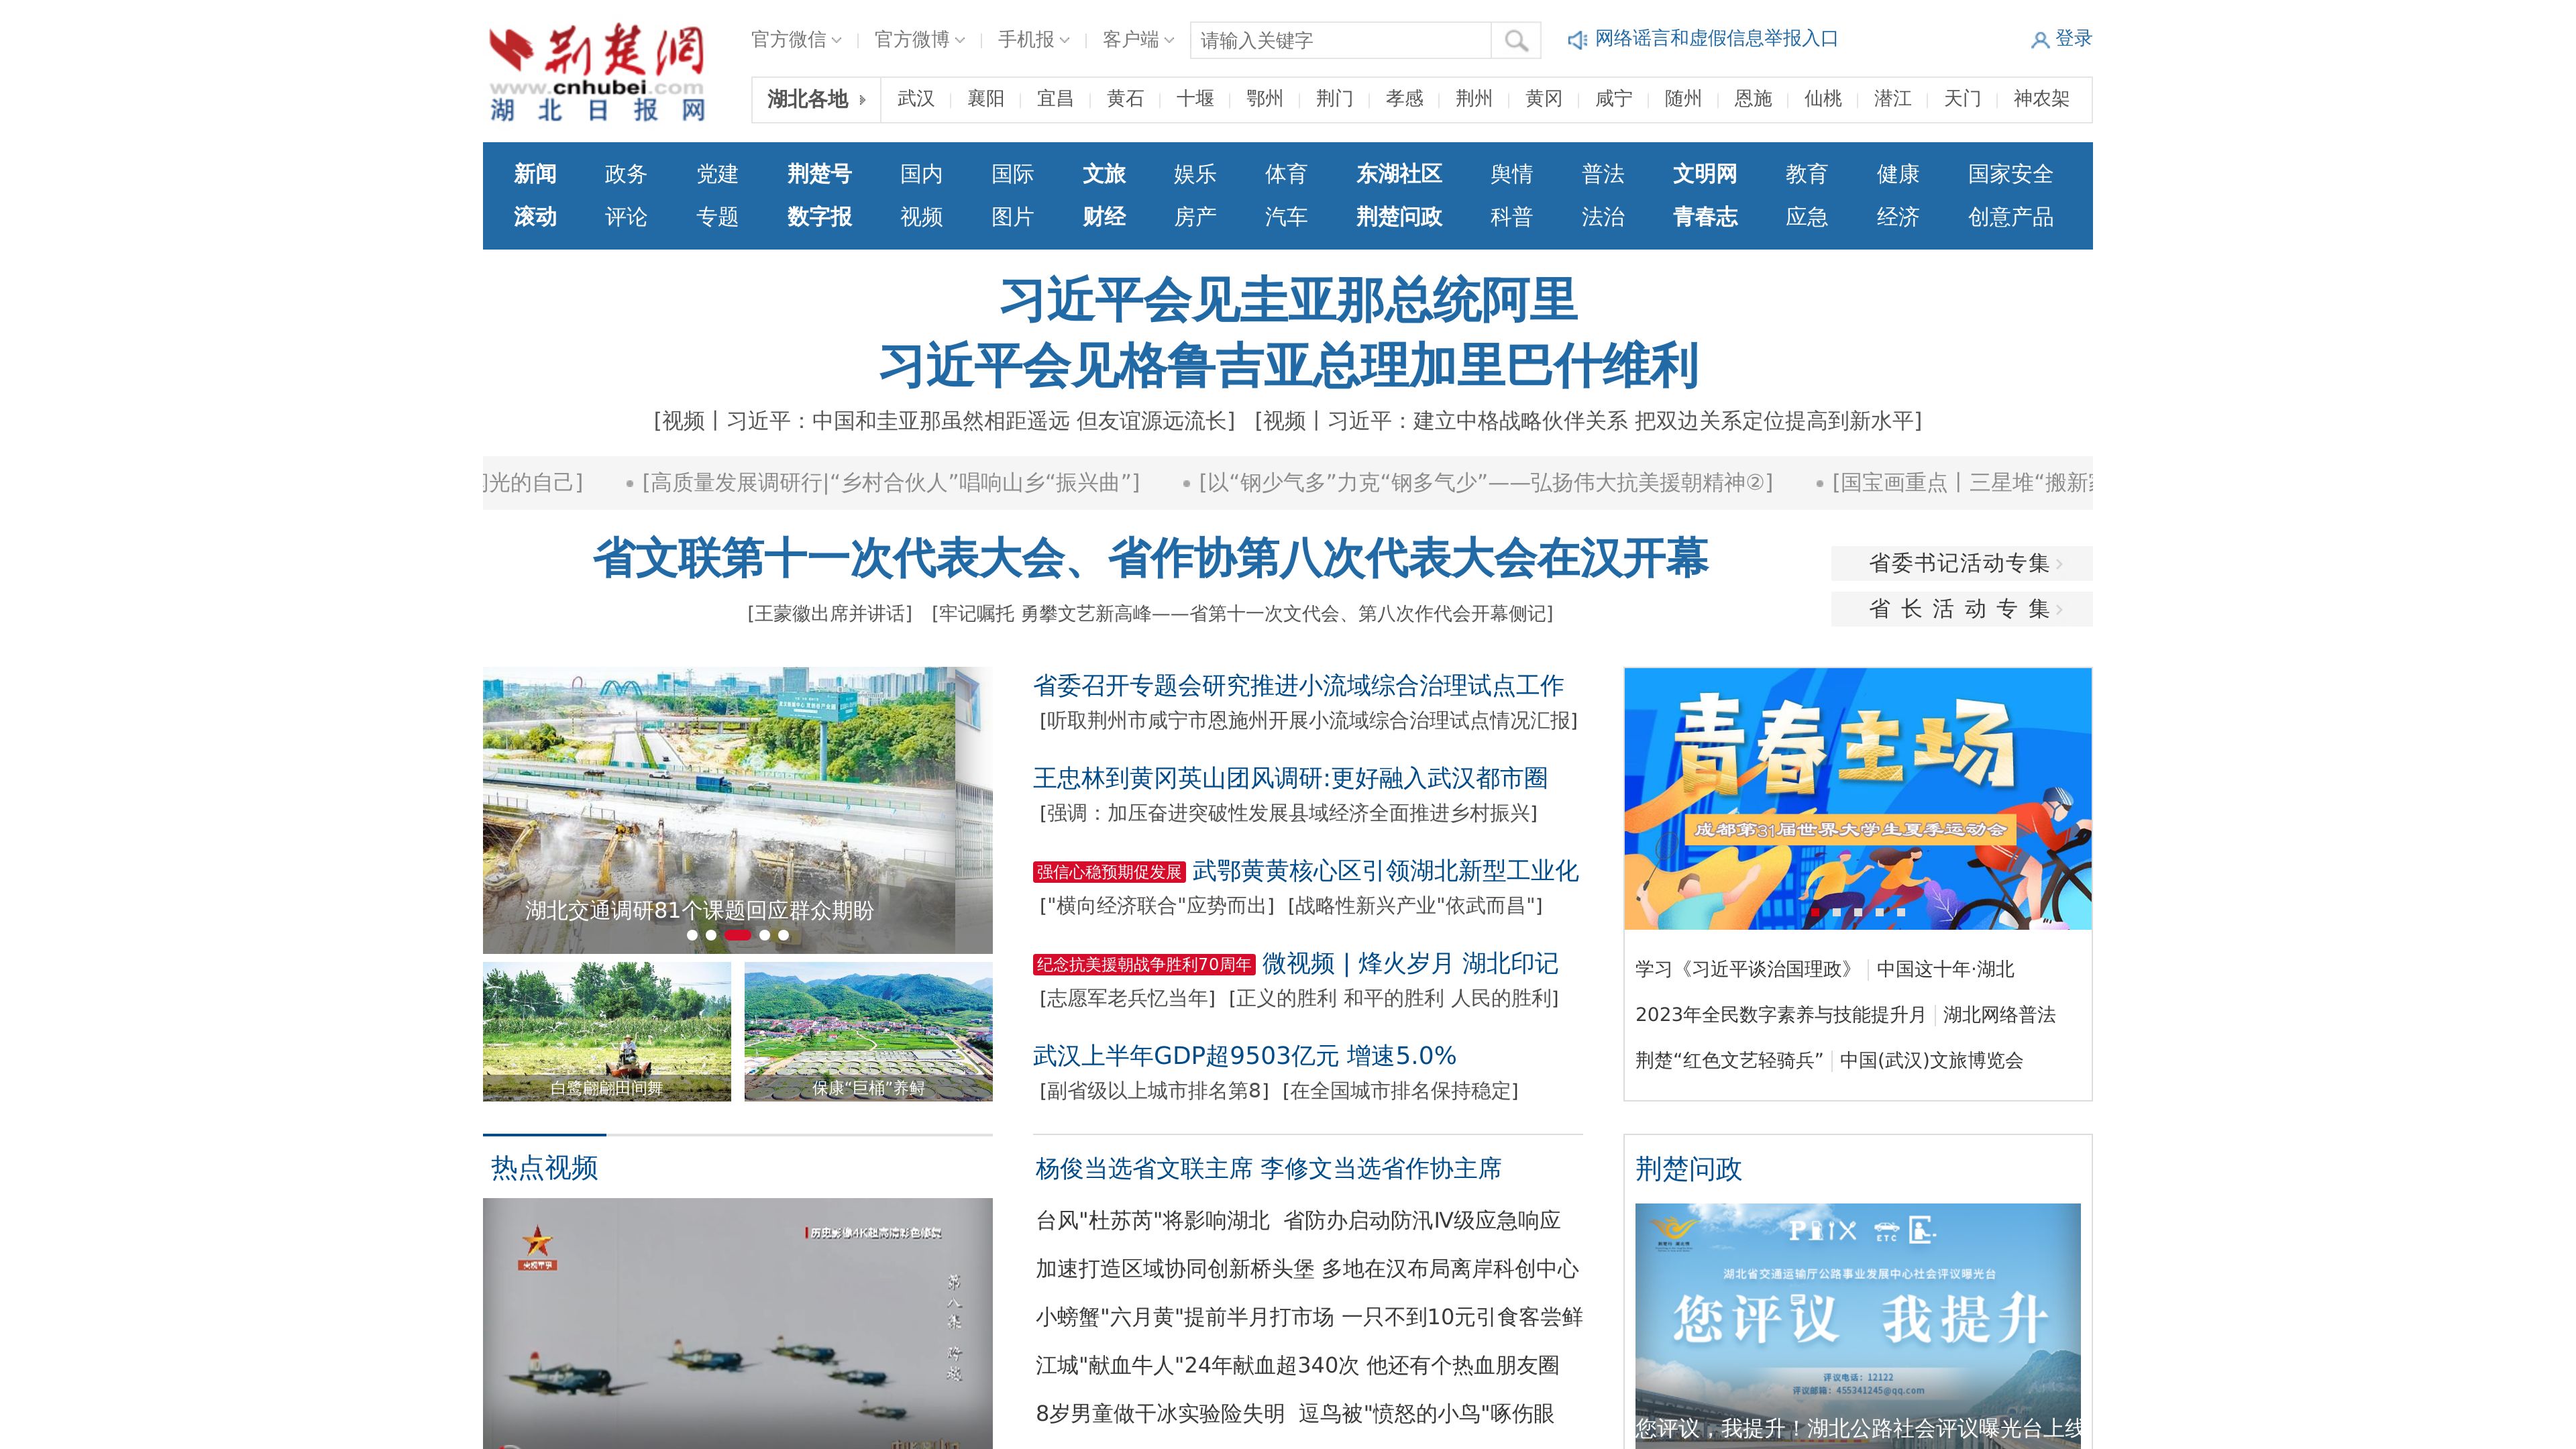 荆楚網
www.cnhubei.com
湖北日报网
官方微信 官方微博 手机报 客户端 请输入关键字 网络谣言和虚假信息举报入口 登录
湖北各地 武汉 襄阳 宜昌 黄石 十堰 鄂州 荆门 孝感 荆州 黄冈 咸宁 随州 恩施 仙桃 潜江 天门 神农架
新闻 政务 党建 荆楚号 国内 国际 文旅 娱乐 体育 东湖社区 舆情 普法 文明网 教育 健康 国家安全
滚动 评论 专题 数字报 视频 图片 财经 房产 汽车 荆楚问政 科普 法治 青春志 应急 经济 创意产品
习近平会见圭亚那总统阿里
习近平会见格鲁吉亚总理加里巴什维利
[视频丨习近平：中国和圭亚那虽然相距遥远 但友谊源远流长] [视频丨习近平：建立中格战略伙伴关系 把双边关系定位提高到新水平]
光的自己] [高质量发展调研行|“乡村合伙人”唱响山乡“振兴曲”] [以“钢少气多”力克“钢多气少”——弘扬伟大抗美援朝精神②] [国宝画重点丨三星堆“搬新
省文联第十一次代表大会、省作协第八次代表大会在汉开幕
[王蒙徽出席并讲话] [牢记嘱托 勇攀文艺新高峰——省第十一次文代会、第八次作代会开幕侧记]
省委书记活动专集
省长活动专集
湖北交通调研81个课题回应群众期盼
白鹭翩翩田间舞
保康“巨桶”养鲟
省委召开专题会研究推进小流域综合治理试点工作
[听取荆州市咸宁市恩施州开展小流域综合治理试点情况汇报]
王忠林到黄冈英山团风调研:更好融入武汉都市圈
[强调：加压奋进突破性发展县域经济全面推进乡村振兴]
强信心稳预期促发展 武鄂黄黄核心区引领湖北新型工业化
["横向经济联合"应势而出] [战略性新兴产业"依武而昌"]
纪念抗美援朝战争胜利70周年 微视频 | 烽火岁月 湖北印记
[志愿军老兵忆当年] [正义的胜利 和平的胜利 人民的胜利]
武汉上半年GDP超9503亿元 增速5.0%
[副省级以上城市排名第8] [在全国城市排名保持稳定]
青春主场
成都第31届世界大学生夏季运动会
学习《习近平谈治国理政》 中国这十年·湖北
2023年全民数字素养与技能提升月 湖北网络普法
荆楚“红色文艺轻骑兵” 中国(武汉)文旅博览会
热点视频
央视军事
历史影像4K超高清彩色修复
第八集
杨俊当选省文联主席 李修文当选省作协主席
台风"杜苏芮"将影响湖北 省防办启动防汛Ⅳ级应急响应
加速打造区域协同创新桥头堡 多地在汉布局离岸科创中心
小螃蟹"六月黄"提前半月打市场 一只不到10元引食客尝鲜
江城"献血牛人"24年献血超340次 他还有个热血朋友圈
8岁男童做干冰实验险失明 逗鸟被"愤怒的小鸟"啄伤眼
荆楚问政
ETC
湖北省交通运输厅公路事业发展中心社会评议曝光台
您评议 我提升
评议电话：12122
评议邮箱：455341245@qq.com
您评议，我提升！湖北公路社会评议曝光台上线